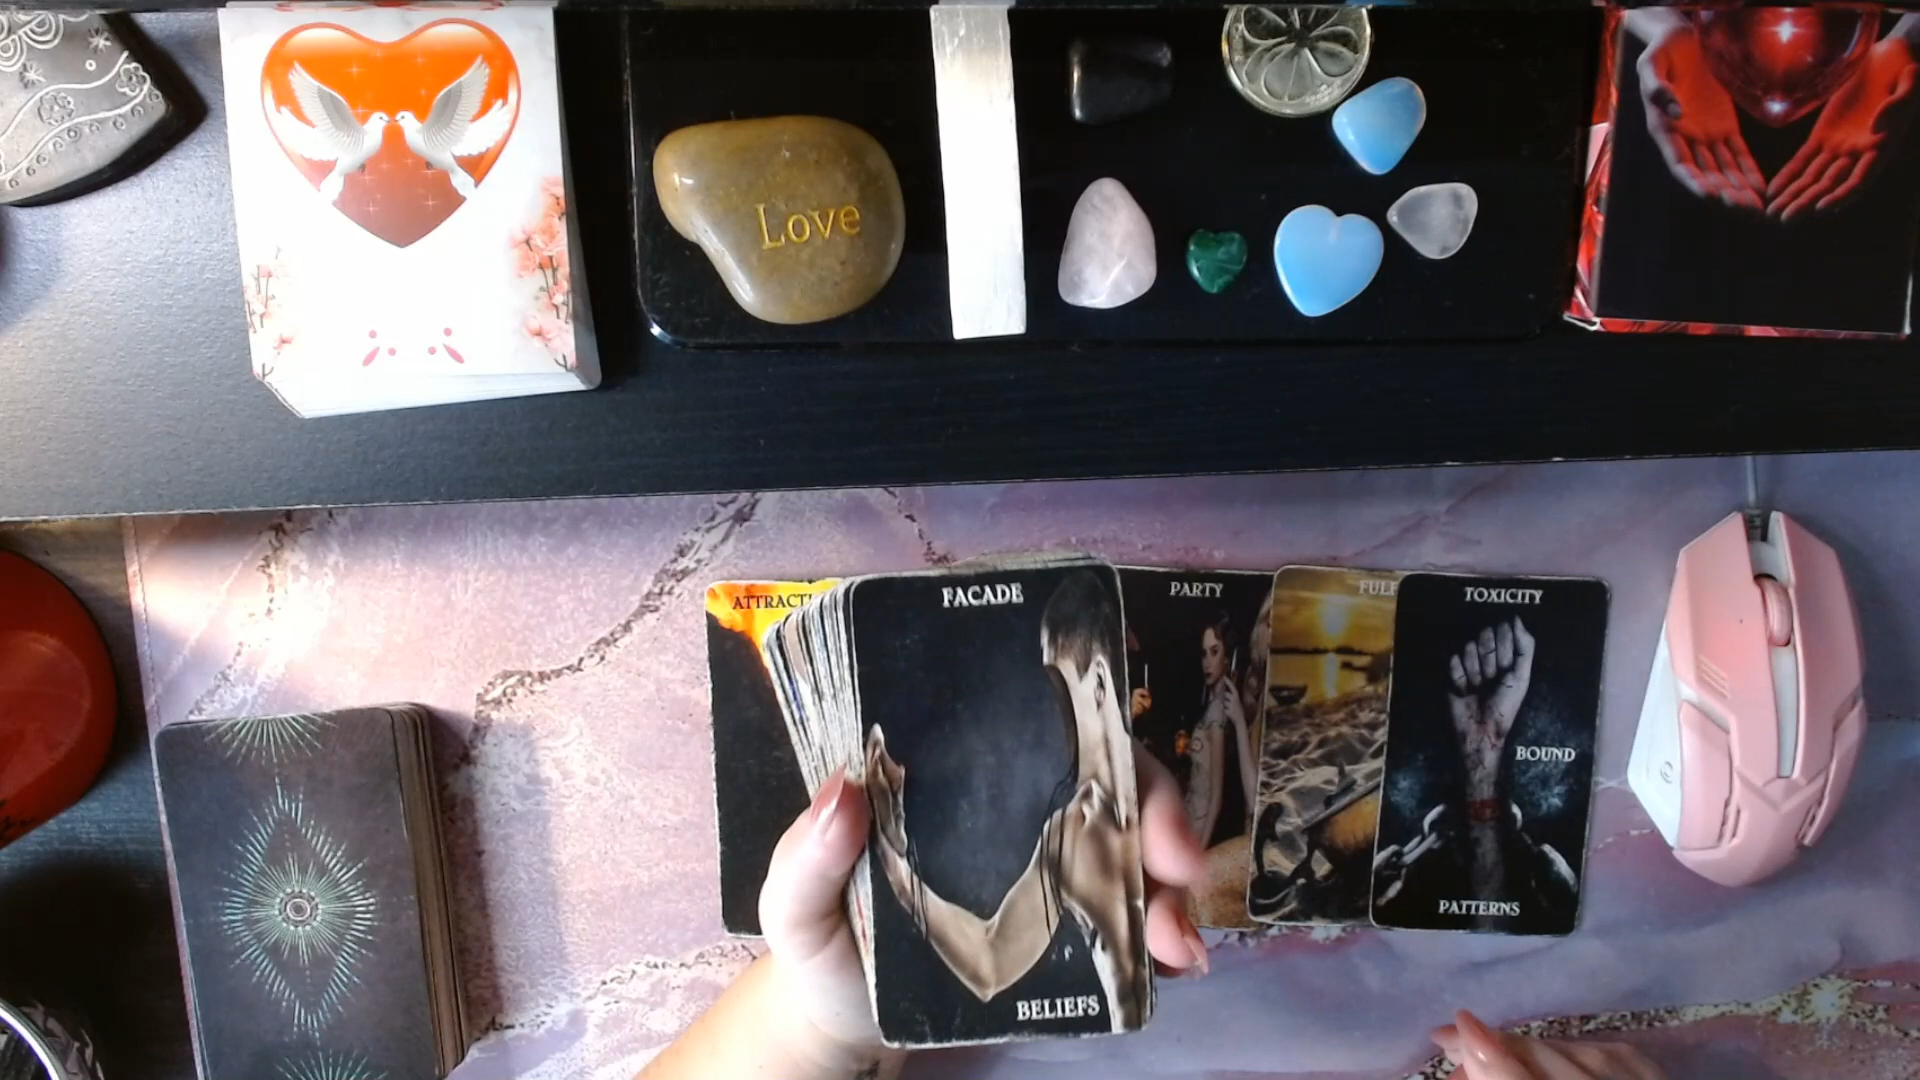 Love
FACADE
BELIEFS
PARTY
TOXICITY
BOUND
PATTERNS